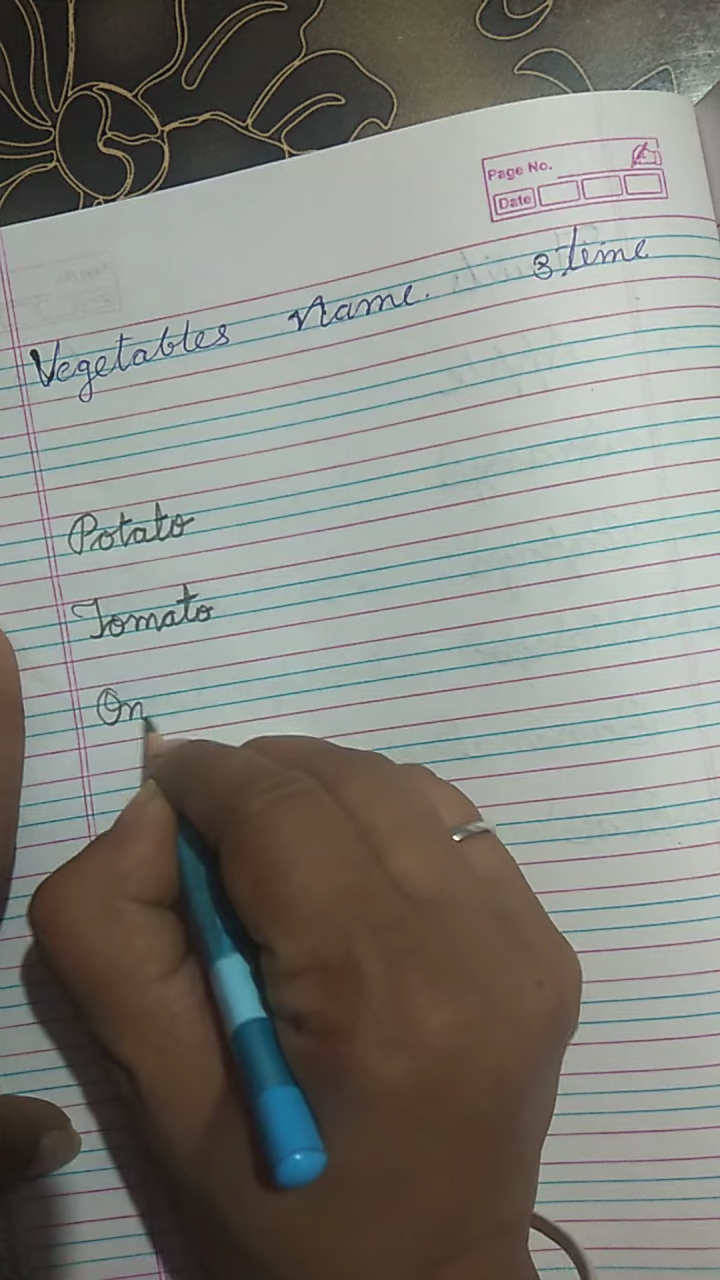 Page No.
Date
Vegetables Name. 3 time
Potato
Tomato
On